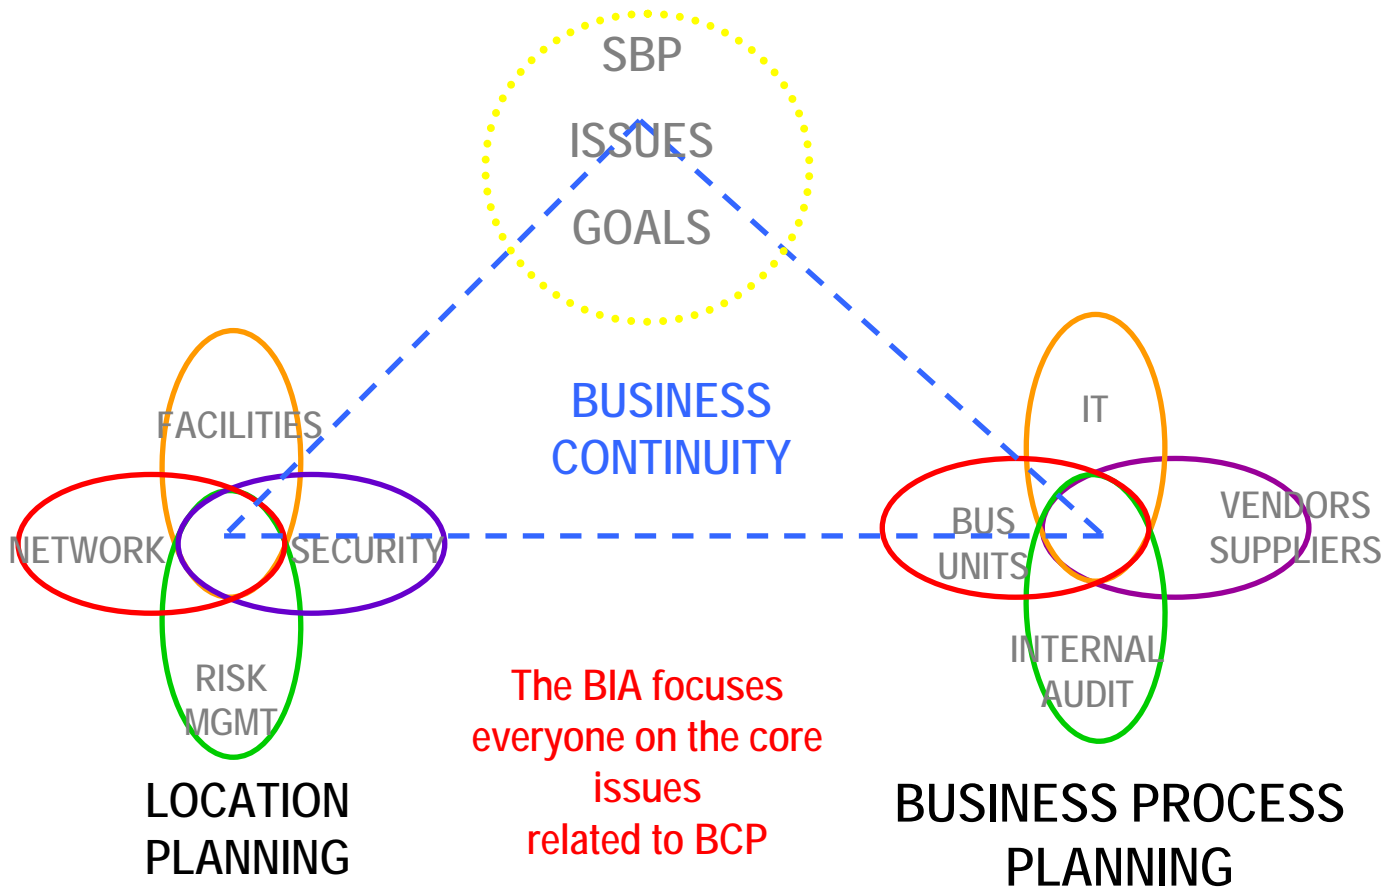 SBP
ISSUES
GOALS
BUSINESS
CONTINUITY
FACILITIES
NETWORK
SECURITY
RISK
MGMT
LOCATION
PLANNING
IT
BUS
UNITS
VENDORS
SUPPLIERS
INTERNAL
AUDIT
BUSINESS PROCESS
PLANNING
The BIA focuses
everyone on the core
issues
related to BCP